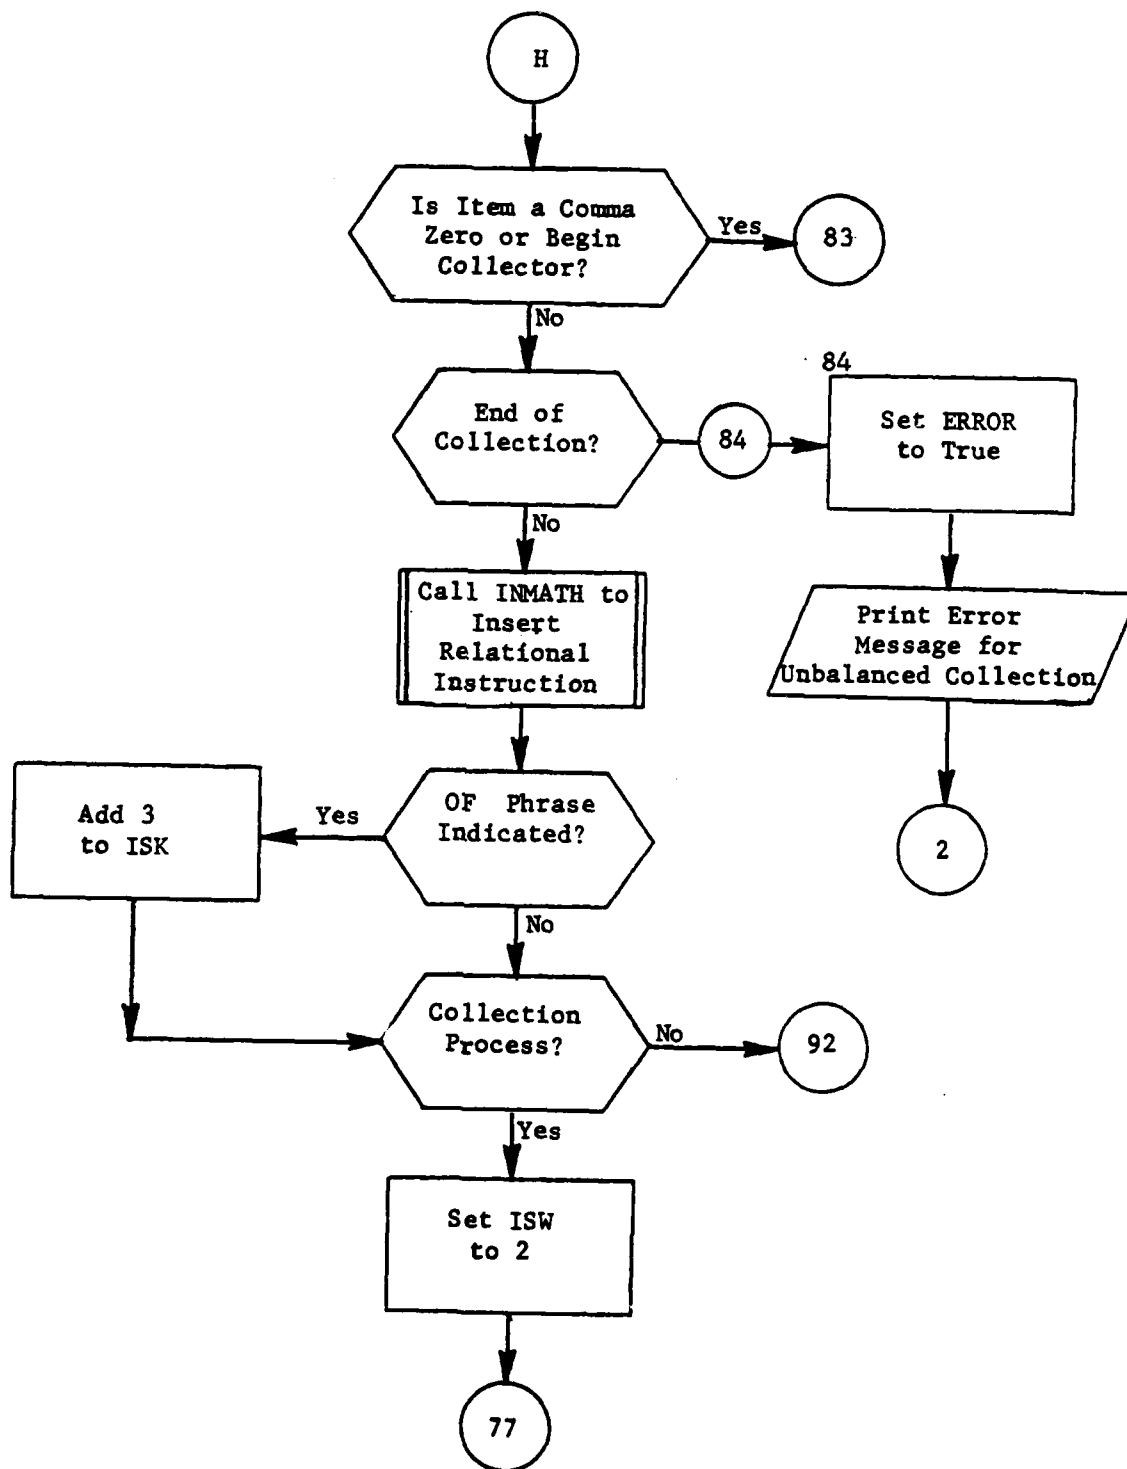 H
Is Item a Comma
Zero or Begin
Collector?
Yes
83
No
End of
Collection?
84
84
Set ERROR
to True
No
Call INMATH to
Insert
Relational
Instruction
Print Error
Message for
Unbalanced Collection
2
OF Phrase
Indicated?
Yes
Add 3
to ISK
No
Collection
Process?
No
92
Yes
Set ISW
to 2
77